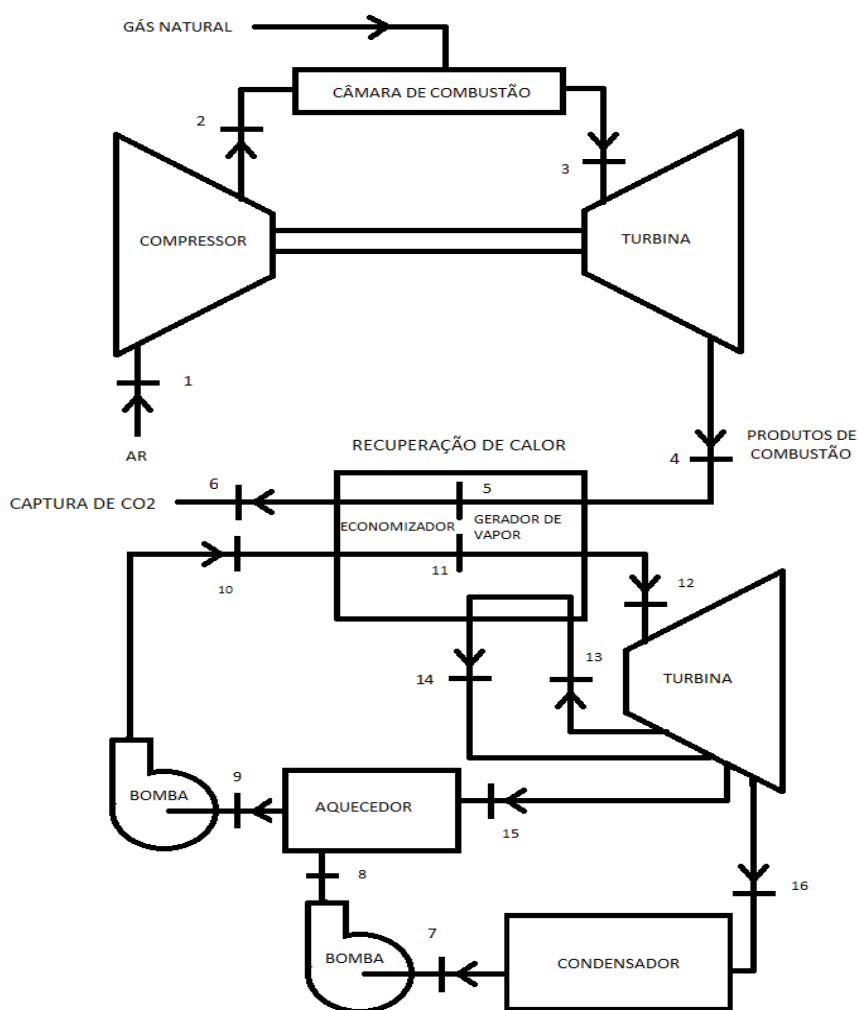 GÁS NATURAL
CÂMARA DE COMBUSTÃO
2
3
COMPRESSOR
TURBINA
1
AR
RECUPERAÇÃO DE CALOR
4
PRODUTOS DE
COMBUSTÃO
6
5
CAPTURA DE CO2
ECONOMIZADOR
GERADOR DE
VAPOR
10
11
12
13
14
TURBINA
9
BOMBA
AQUECEDOR
15
8
16
7
BOMBA
CONDENSADOR